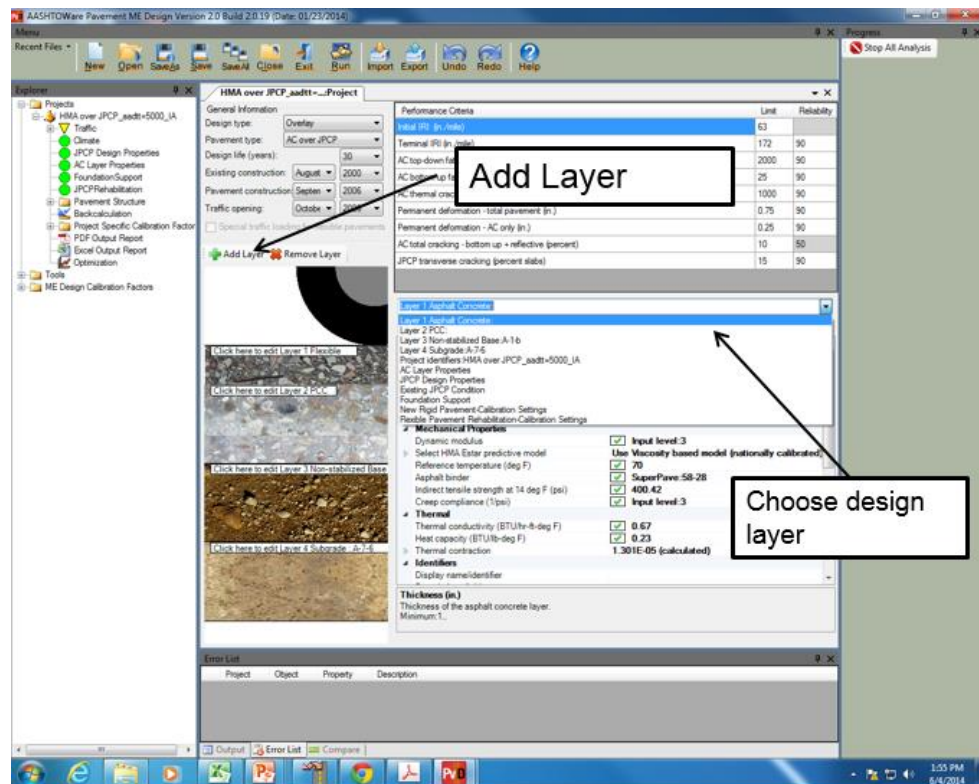 AASHTOWare Pavement ME Design Version 2.0 Build 2.0.19 (Date: 01/23/2014)
Menu
Recent Files
New Open SaveAs Save SaveAll Close Exit Run Import Export Undo Redo Help
Progress
Stop All Analysis
Explorer
Projects
HMA over JPCP_aadtt=5000_IA
Traffic
Climate
JPCP Design Properties
AC Layer Properties
FoundationSupport
JPCPRehabilitation
Pavement Structure
Backcalculation
Project Specific Calibration Factor
PDF Output Report
Excel Output Report
Optimization
Tools
ME Design Calibration Factors
HMA over JPCP_aadtt=...:Project
General Information
Design type: Overlay
Pavement type: AC over JPCP
Design life (years): 30
Existing construction: August 2000
Pavement construction: Septen 2006
Traffic opening: Octobe
Special traffic loading for flexible pavements
Add Layer Remove Layer
Performance Criteria Limit Reliability
Initial IRI (in./mile) 63
Terminal IRI (in./mile) 172 90
AC top-down 2000 90
AC bottom-up 25 90
AC thermal 1000 90
Permanent deformation - total pavement (in.) 0.75 90
Permanent deformation - AC only (in.) 0.25 90
AC total cracking - bottom up + reflective (percent) 10 50
JPCP transverse cracking (percent slabs) 15 90
Add Layer
Click here to edit Layer 1 Flexible
Click here to edit Layer 2 PCC
Click here to edit Layer 3 Non-stabilized Base
Click here to edit Layer 4 Subgrade : A-7-6
Layer 1 Asphalt Concrete:
Layer 1 Asphalt Concrete:
Layer 2 PCC:
Layer 3 Non-stabilized Base:A-1-b
Layer 4 Subgrade:A-7-6
Project identifiers:HMA over JPCP_aadtt=5000_IA
AC Layer Properties
JPCP Design Properties
Existing JPCP Condition
Foundation Support
New Rigid Pavement-Calibration Settings
Flexible Pavement Rehabilitation-Calibration Settings
Mechanical Properties
Dynamic modulus Input level:3
Select HMA Estar predictive model Use Viscosity based model (nationally calibrated)
Reference temperature (deg F) 70
Asphalt binder SuperPave:58-28
Indirect tensile strength at 14 deg F (psi) 400.42
Creep compliance (1/psi) Input level:3
Thermal
Thermal conductivity (BTU/hr-ft-deg F) 0.67
Heat capacity (BTU/lb-deg F) 0.23
Thermal contraction 1.301E-05 (calculated)
Identifiers
Display name/identifier
Choose design
layer
Thickness (in.)
Thickness of the asphalt concrete layer.
Minimum:1..
Error List
Project Object Property Description
Output Error List Compare
1:55 PM
6/4/2014